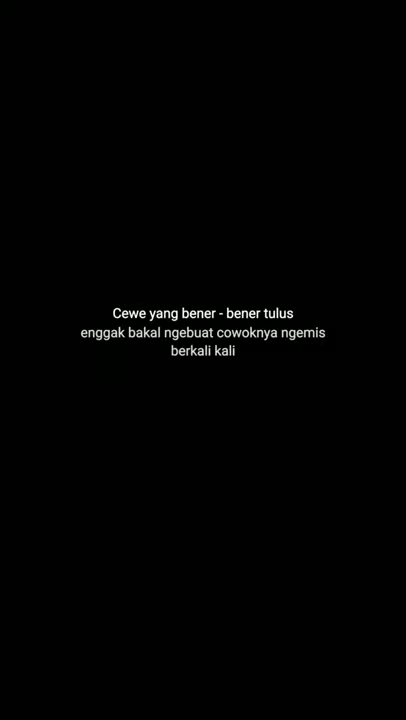 Cewe yang bener - bener tulus
enggak bakal ngebuat cowoknya ngemis
berkali kali